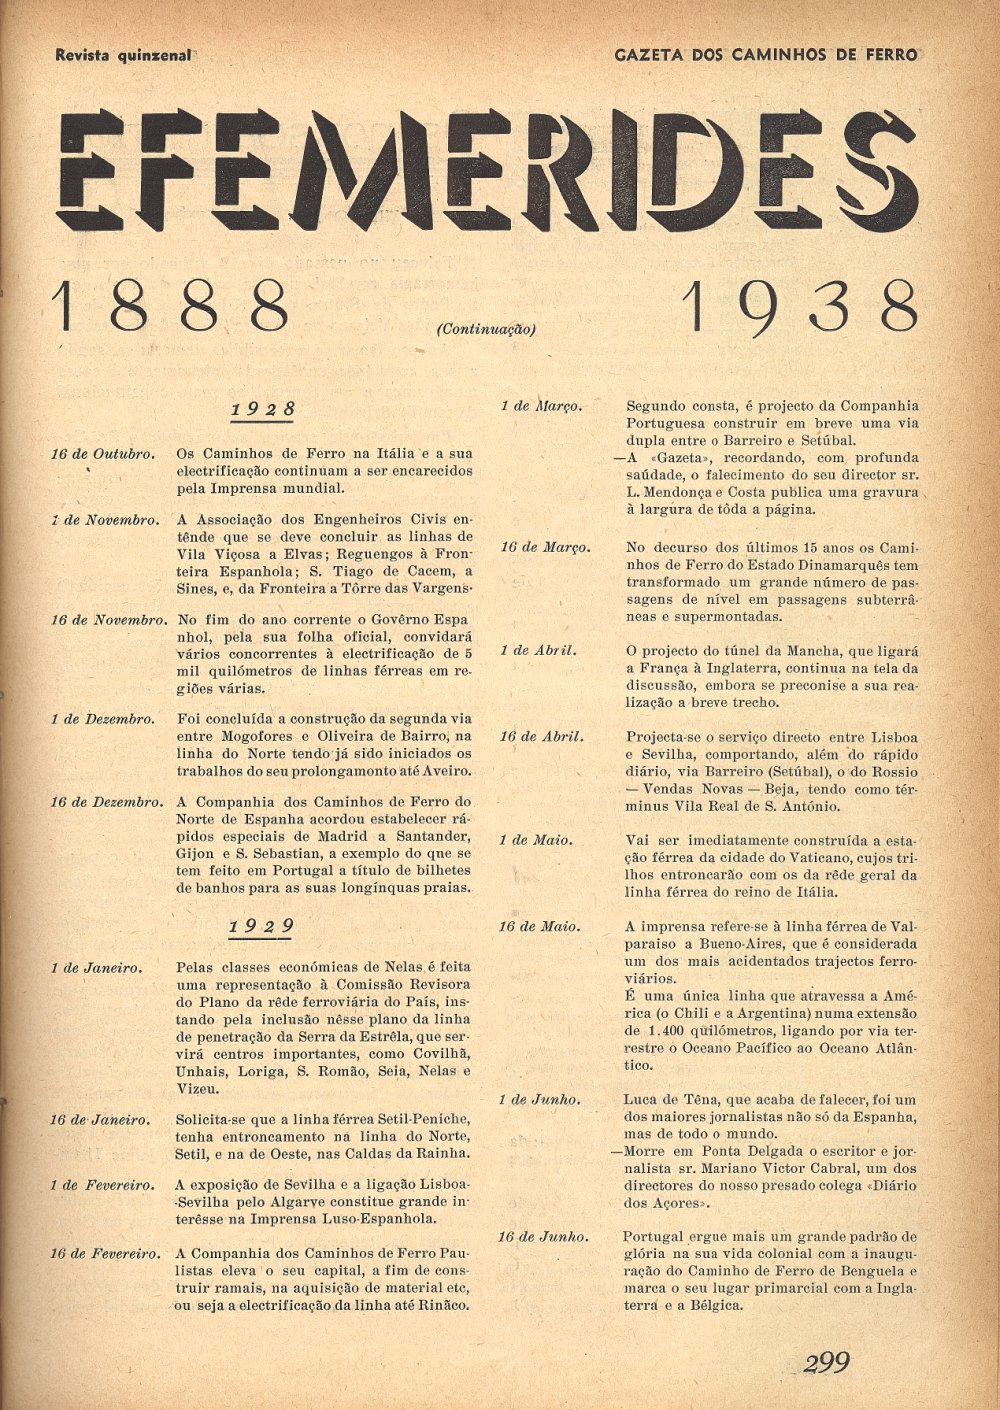 Revista quinzenal
GAZETA DOS CAMINHOS DE FERRO
EFEMERIDES
1888
1938
(Continuação)
1928
16 de Outubro. Os Caminhos de Ferro na Itália e a sua
electrificação continuam a ser encarecidos
pela Imprensa mundial.
1 de Novembro. A Associação dos Engenheiros Civis en-
tênde que se deve concluir as linhas de
Vila Viçosa a Elvas; Reguengos à Fron-
teira Espanhola; S. Tiago de Cacem, a
Sines, e, da Fronteira a Tôrre das Vargens.
16 de Novembro. No fim do ano corrente o Govêrno Espa
nhol, pela sua folha oficial, convidará
vários concorrentes à electrificação de 5
mil quilómetros de linhas férreas em re-
giões várias.
1 de Dezembro. Foi concluída a construção da segunda via
entre Mogofores e Oliveira de Bairro, na
linha do Norte tendo já sido iniciados os
trabalhos do seu prolongamonto até Aveiro.
16 de Dezembro. A Companhia dos Caminhos de Ferro do
Norte de Espanha acordou estabelecer rá-
pidos especiais de Madrid a Santander,
Gijon e S. Sebastian, a exemplo do que se
tem feito em Portugal a título de bilhetes
de banhos para as suas longínquas praias.
1929
1 de Janeiro. Pelas classes económicas de Nelas é feita
uma representação à Comissão Revisora
do Plano da rêde ferroviária do País, ins-
tando pela inclusão nêsse plano da linha
de penetração da Serra da Estrêla, que ser-
virá centros importantes, como Covilhã,
Unhais, Loriga, S. Romão, Seia, Nelas e
Vizeu.
16 de Janeiro. Solicita-se que a linha férrea Setil-Peniche,
tenha entroncamento na linha do Norte,
Setil, e na de Oeste, nas Caldas da Rainha.
1 de Fevereiro. A exposição de Sevilha e a ligação Lisboa-
-Sevilha pelo Algarve constitue grande in-
terêsse na Imprensa Luso-Espanhola.
16 de Fevereiro. A Companhia dos Caminhos de Ferro Pau-
listas eleva o seu capital, a fim de cons-
truir ramais, na aquisição de material etc,
ou seja a electrificação da linha até Rinãco.
1 de Março. Segundo consta, é projecto da Companhia
Portuguesa construir em breve uma via
dupla entre o Barreiro e Setúbal.
—A «Gazeta», recordando, com profunda
saúdade, o falecimento do seu director sr.
L. Mendonça e Costa publica uma gravura
à largura de tôda a página.
16 de Março. No decurso dos últimos 15 anos os Cami-
nhos de Ferro do Estado Dinamarquês tem
transformado um grande número de pas-
sagens de nível em passagens subterrâ-
neas e supermontadas.
1 de Abril. O projecto do túnel da Mancha, que ligará
a França à Inglaterra, continua na tela da
discussão, embora se preconise a sua rea-
lização a breve trecho.
16 de Abril. Projecta-se o serviço directo entre Lisboa
e Sevilha, comportando, além do rápido
diário, via Barreiro (Setúbal), o do Rossio
— Vendas Novas — Beja, tendo como tér-
minus Vila Real de S. António.
1 de Maio. Vai ser imediatamente construída a esta-
ção férrea da cidade do Vaticano, cujos tri-
lhos entroncarão com os da rêde geral da
linha férrea do reino de Itália.
16 de Maio. A imprensa refere-se à linha férrea de Val-
paraiso a Bueno-Aires, que é considerada
um dos mais acidentados trajectos ferro-
viários.
É uma única linha que atravessa a Amé-
rica (o Chili e a Argentina) numa extensão
de 1.400 qüilómetros, ligando por via ter-
restre o Oceano Pacífico ao Oceano Atlân-
tico.
1 de Junho. Luca de Têna, que acaba de falecer, foi um
dos maiores jornalistas não só da Espanha,
mas de todo o mundo.
—Morre em Ponta Delgada o escritor e jor-
nalista sr. Mariano Victor Cabral, um dos
directores do nosso presado colega «Diário
dos Açores».
16 de Junho. Portugal ergue mais um grande padrão de
glória na sua vida colonial com a inaugu-
ração do Caminho de Ferro de Benguela e
marca o seu lugar primarcial com a Ingla-
terra e a Bélgica.
299